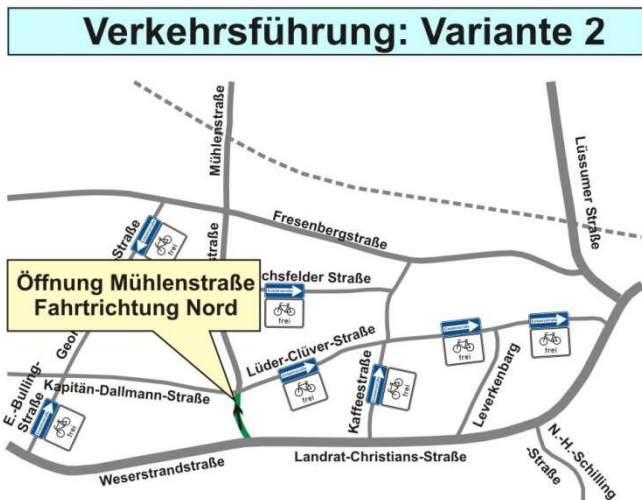 Verkehrsführung: Variante 2
Mühlenstraße
Lüssumer Straße
Fresenbergstraße
Straße
straße
frei
Öffnung Mühlenstraße
Fahrtrichtung Nord
chsfelder Straße
frei
Geor
Lüder-Clüver-Straße
frei
frei
frei
E.-Bulling-
Straße
Kapitän-Dallmann-Straße
Kaffeestraße
frei
Leverkenbarg
frei
Weserstrandstraße
Landrat-Christians-Straße
N.-H.-Schilling
-Straße